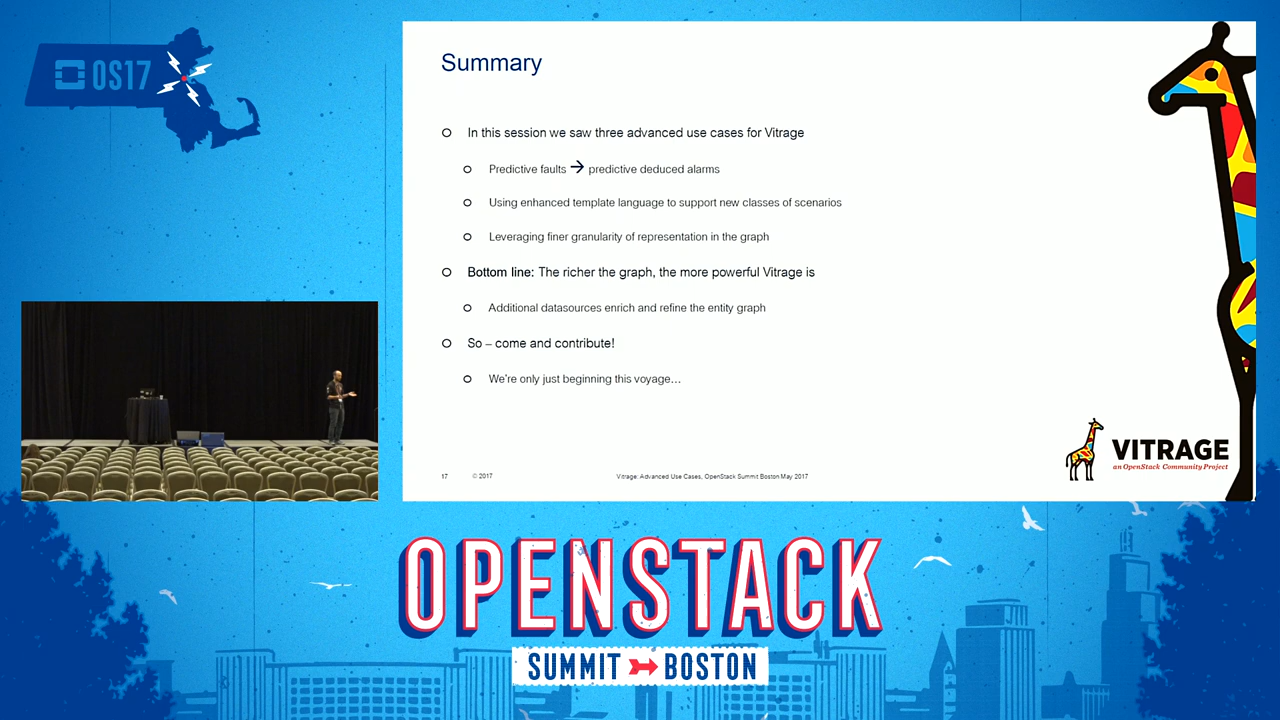 OS17
Summary
In this session we saw three advanced use cases for Vitrage
Predictive faults → predictive deduced alarms
Using enhanced template language to support new classes of scenarios
Leveraging finer granularity of representation in the graph
Bottom line: The richer the graph, the more powerful Vitrage is
Additional datasources enrich and refine the entity graph
So – come and contribute!
We're only just beginning this voyage…
VITRAGE
an OpenStack Community Project
17 © 2017 Vitrage: Advanced Use Cases, OpenStack Summit Boston May 2017
OPENSTACK
SUMMIT BOSTON